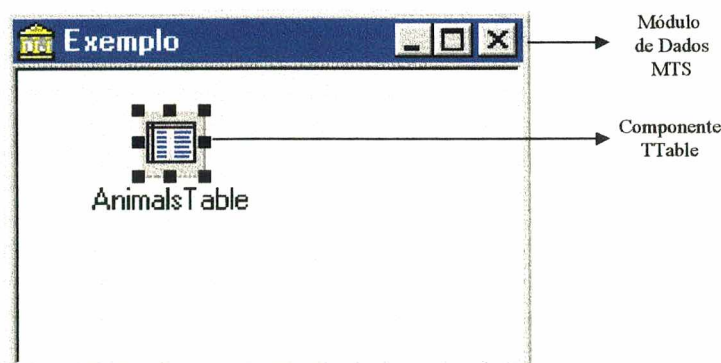 Exemplo
Módulo
de Dados
MTS
Componente
TTable
AnimalsTable